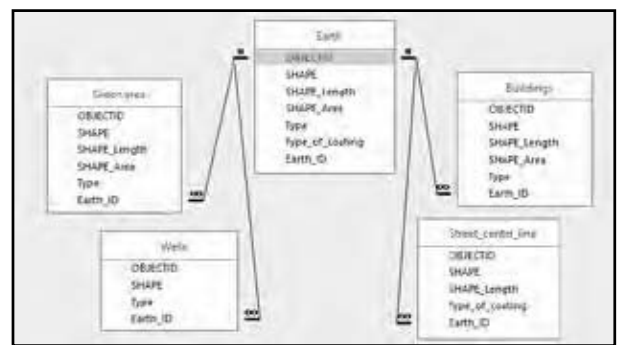 Earth
OBJECTID
SHAPE
SHAPE_Length
SHAPE_Area
Type
Type_of_coating
Earth_ID
Green area
OBJECTID
SHAPE
SHAPE_Length
SHAPE_Area
Type
Earth_ID
Buildings
OBJECTID
SHAPE
SHAPE_Length
SHAPE_Area
Type
Earth_ID
Wells
OBJECTID
SHAPE
Type
Earth_ID
Street_center_line
OBJECTID
SHAPE
SHAPE_Length
Type_of_coating
Earth_ID